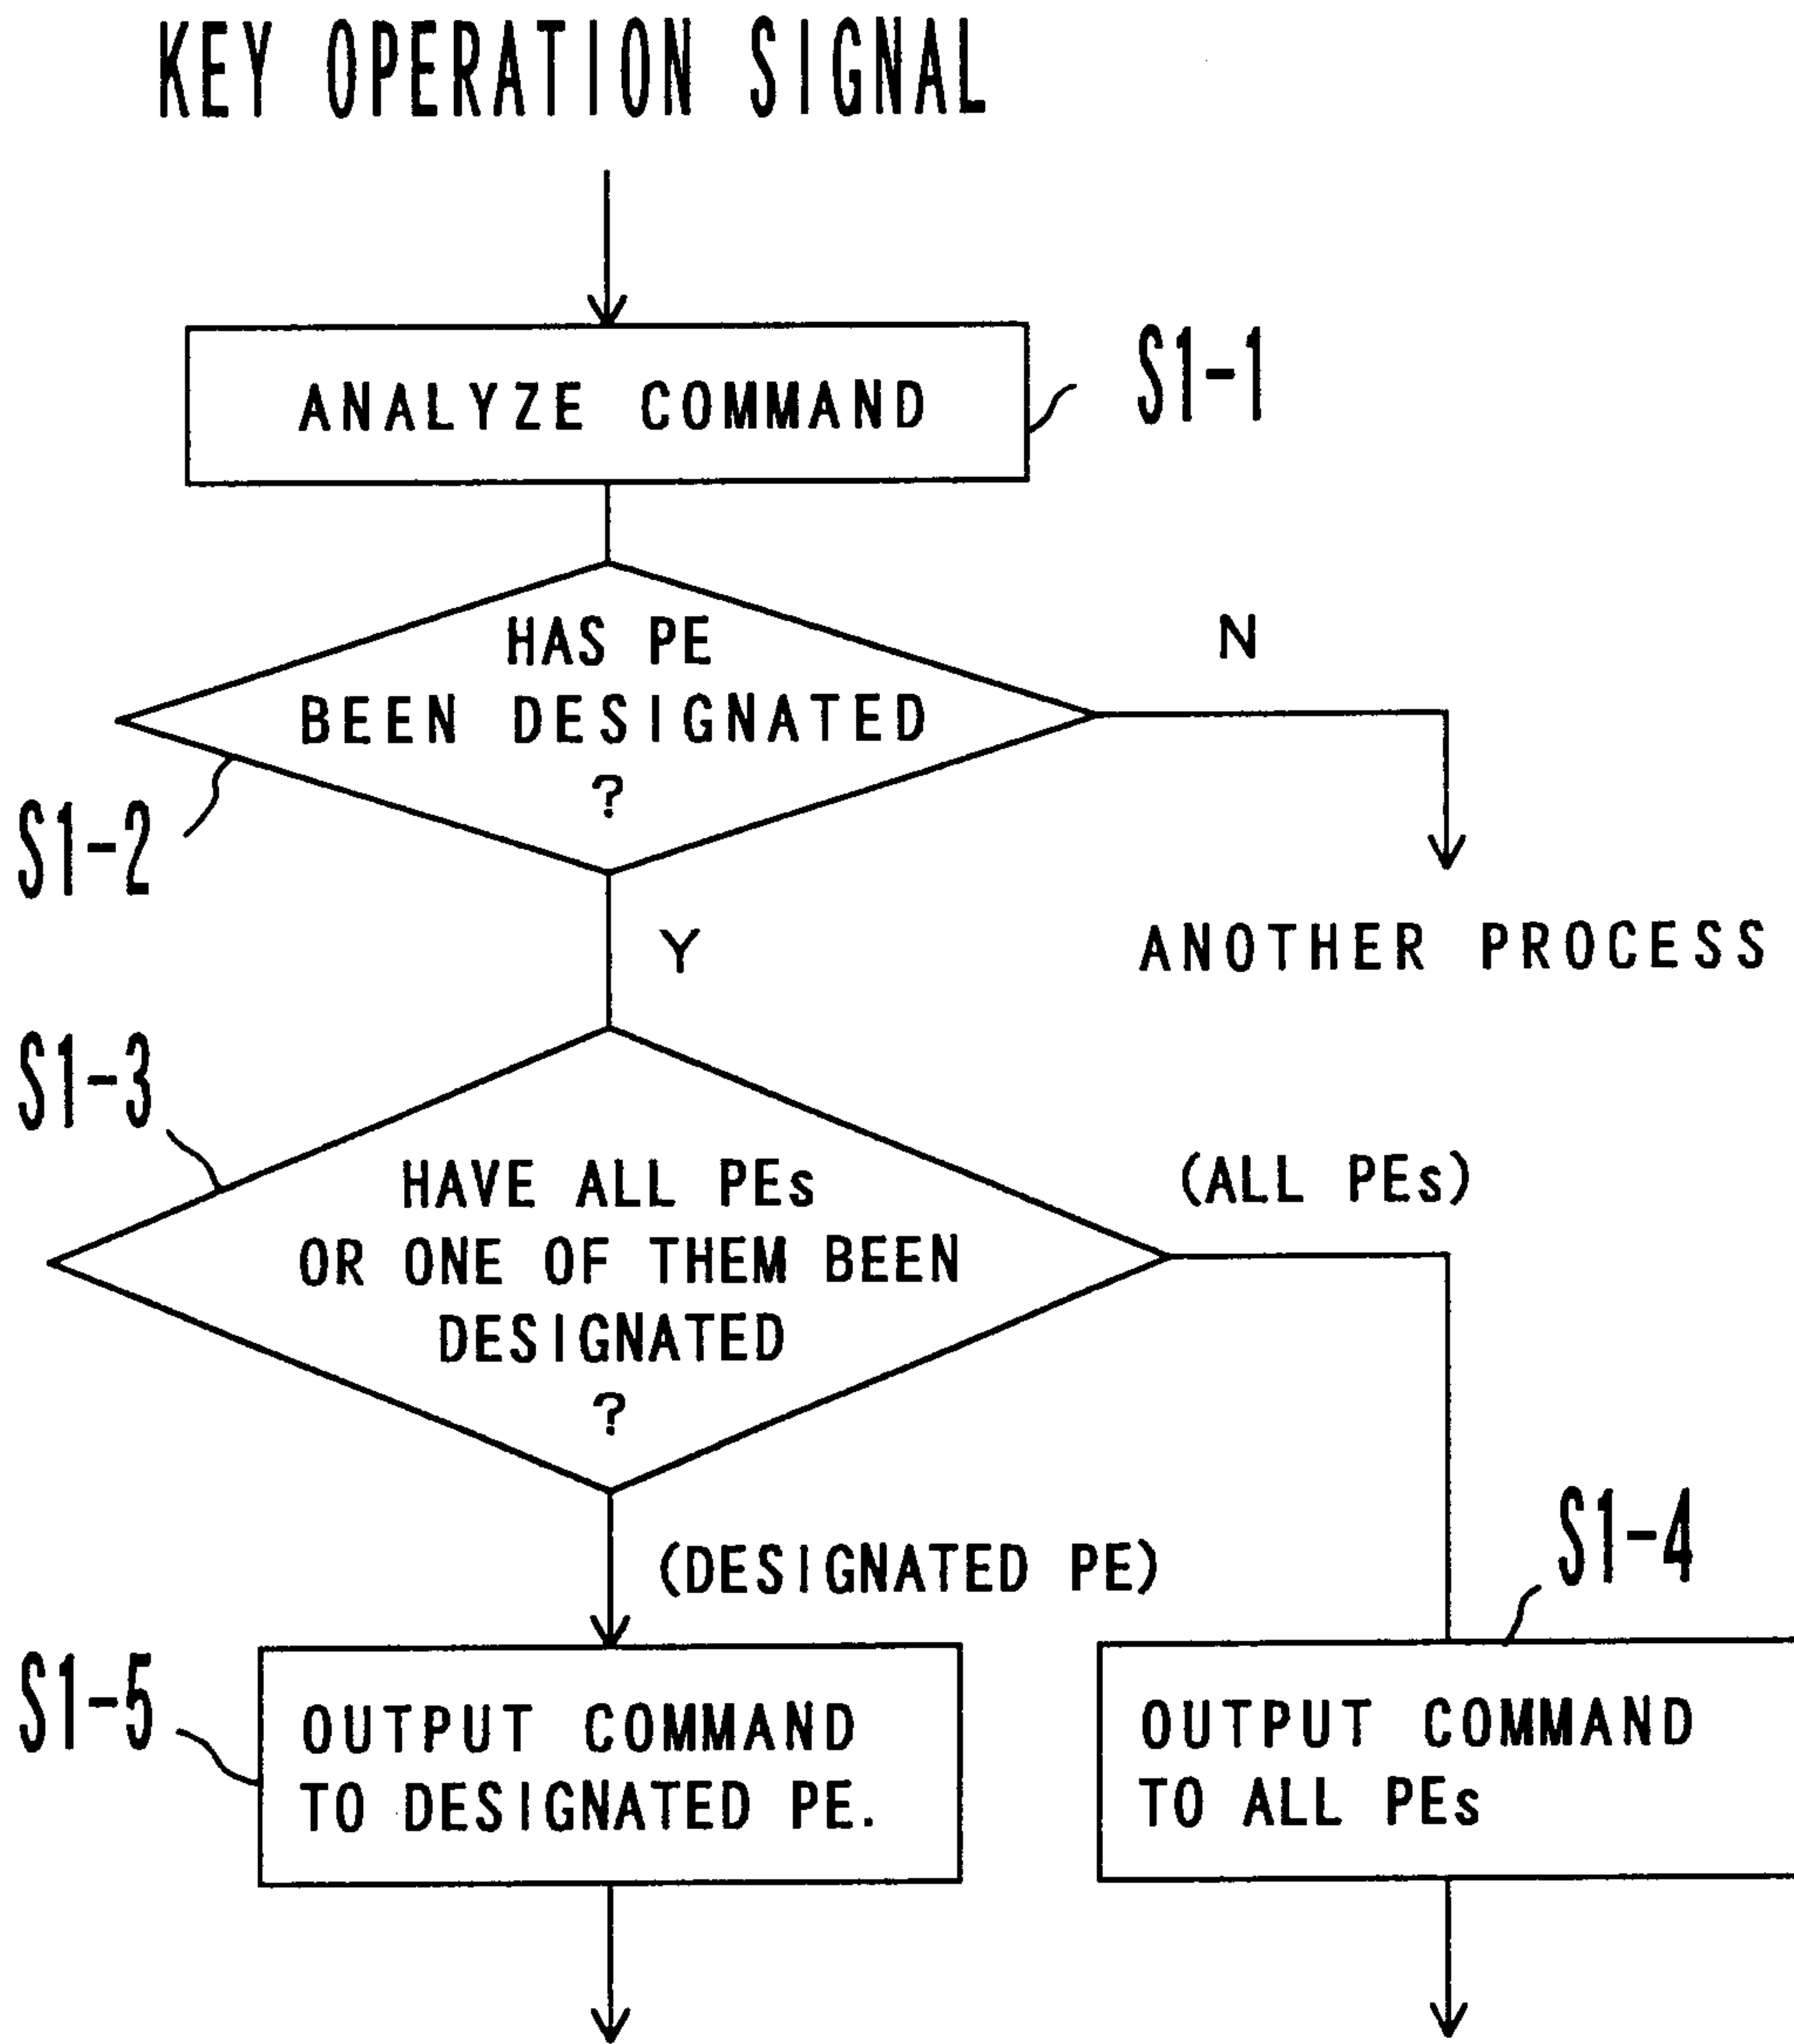 KEY OPERATION SIGNAL
ANALYZE COMMAND
S1-1
HAS PE
BEEN DESIGNATED
?
N
S1-2
Y
ANOTHER PROCESS
S1-3
HAVE ALL PEs
OR ONE OF THEM BEEN
DESIGNATED
?
(ALL PEs)
(DESIGNATED PE)
S1-4
S1-5
OUTPUT COMMAND
TO DESIGNATED PE.
OUTPUT COMMAND
TO ALL PEs